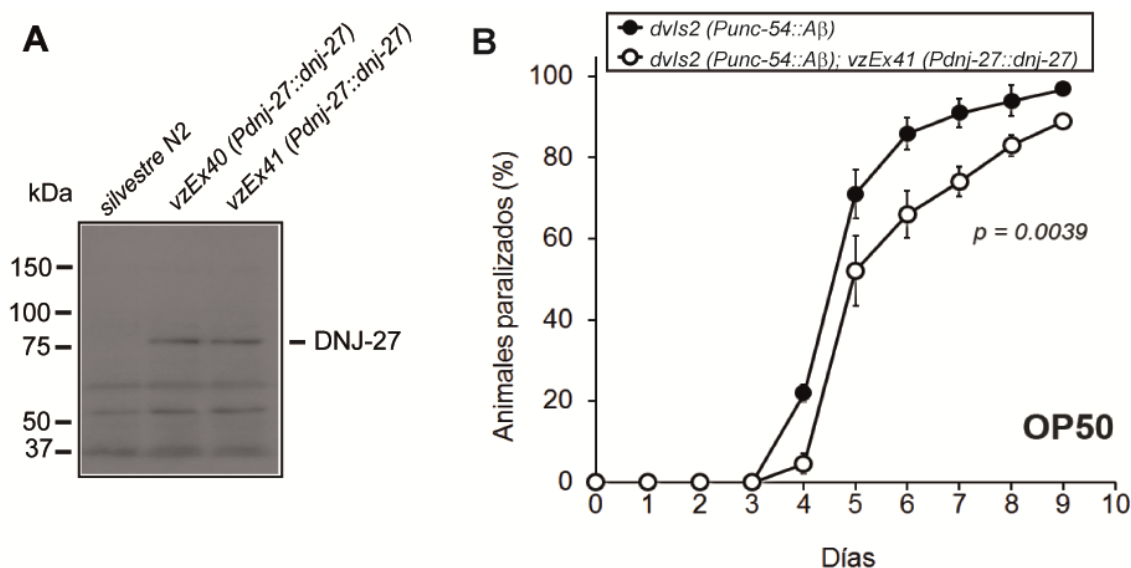 A
silvestre N2
vzEx40 (Pdnj-27::dnj-27)
vzEx41 (Pdnj-27::dnj-27)
kDa
150
100
75
50
37
DNJ-27
B
dvIs2 (Punc-54::Aβ)
dvIs2 (Punc-54::Aβ); vzEx41 (Pdnj-27::dnj-27)
Animales paralizados (%)
100
80
60
40
20
0
p = 0.0039
OP50
0 1 2 3 4 5 6 7 8 9 10
Días